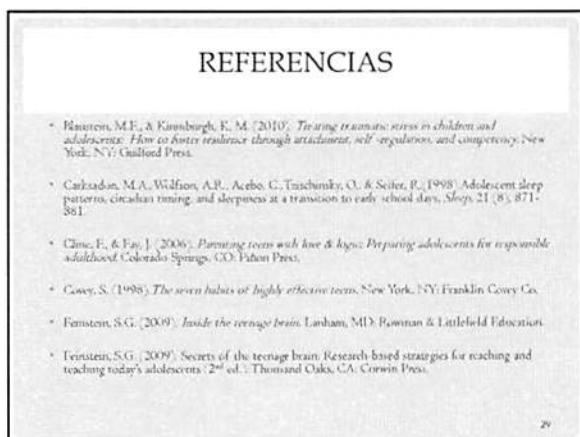 REFERENCIAS
• Blaustein, M.E., & Kinniburgh, K. M. (2010). Treating traumatic stress in children and
adolescents: How to foster resilience through attachment, self-regulation, and competency. New
York, NY: Guilford Press.
• Carksadon, M.A., Wolfson, A.R., Acebo, C., Tzischinsky, O., & Seifer, R. (1998) Adolescent sleep
patterns, circadian timing, and sleepiness at a transition to early school days, Sleep, 21 (8), 871-
881.
• Cline, F., & Fay, J. (2006). Parenting teens with love & logic: Preparing adolescents for responsible
adulthood. Colorado Springs, CO: Piñon Press.
• Covey, S. (1998). The seven habits of highly effective teens. New York, NY: Franklin Covey Co.
• Feinstein, S.G. (2009). Inside the teenage brain. Lanham, MD: Rowman & Littlefield Education.
• Feinstein, S.G. (2009). Secrets of the teenage brain: Research-based strategies for reaching and
teaching today's adolescents (2nd ed.). Thousand Oaks, CA: Corwin Press.
29